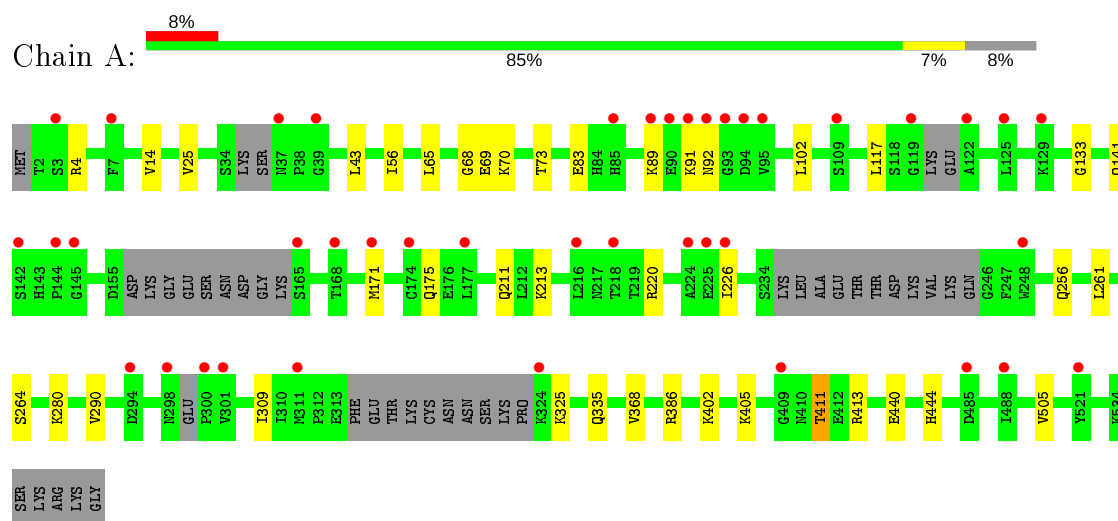 8%
Chain A:
85% 7% 8%
MET T2 S3 R4 F7 V14 V25 S34 LYS SER N37 P38 G39 L43 I56 L65 G68 E69 K70 T73 E83 H84 H85 K89 E90 K91 N92 G93 D94 V95 L102 S109 L117 S118 G119 LYS GLU A122 L125 K129 G133 Q141
S142 H143 P144 G145 D155 ASP LYS GLY GLU SER ASN ASP GLY LYS S165 T168 M171 C174 Q175 E176 L177 Q211 L212 K213 L216 N217 T218 T219 R220 A224 E225 I226 S234 LYS LEU ALA GLU THR THR ASP LYS VAL LYS GLN G246 F247 W248 Q256 L261
S264 K280 V290 D294 N298 GLU P300 V301 I309 I310 M311 P312 E313 PHE GLU THR LYS CYS ASN ASN SER LYS PRO K324 K325 Q335 V368 R386 K402 K405 G409 N410 T411 E412 R413 E440 H444 D485 I488 V505 Y521 K534
SER LYS ARG LYS GLY